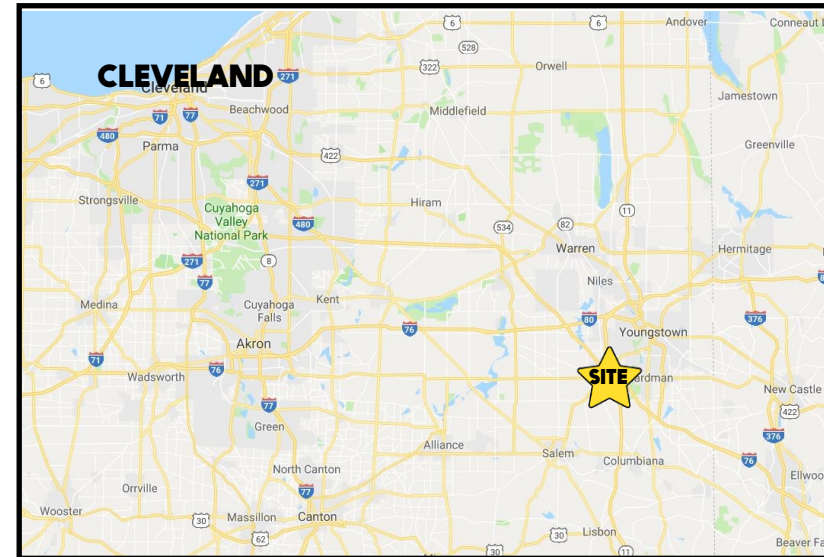 6
6
Andover
Conneaut L
528
CLEVELAND
Cleveland
271
322
Orwell
6
Jamestown
Beachwood
Middlefield
71
77
480
Parma
422
Greenville
271
Strongsville
Cuyahoga
Valley
National Park
Hiram
11
480
534
82
Warren
Hermitage
271
8
77
Niles
Medina
Cuyahoga
Falls
Kent
76
80
376
Youngstown
Akron
71
76
Wadsworth
SITE
ardman
New Castle
77
422
Green
376
Alliance
Salem
Columbiana
76
North Canton
Ellwoo
77
Orrville
Wooster
30
Massillon
Canton
62
30
Lisbon
30
11
Beaver Fa